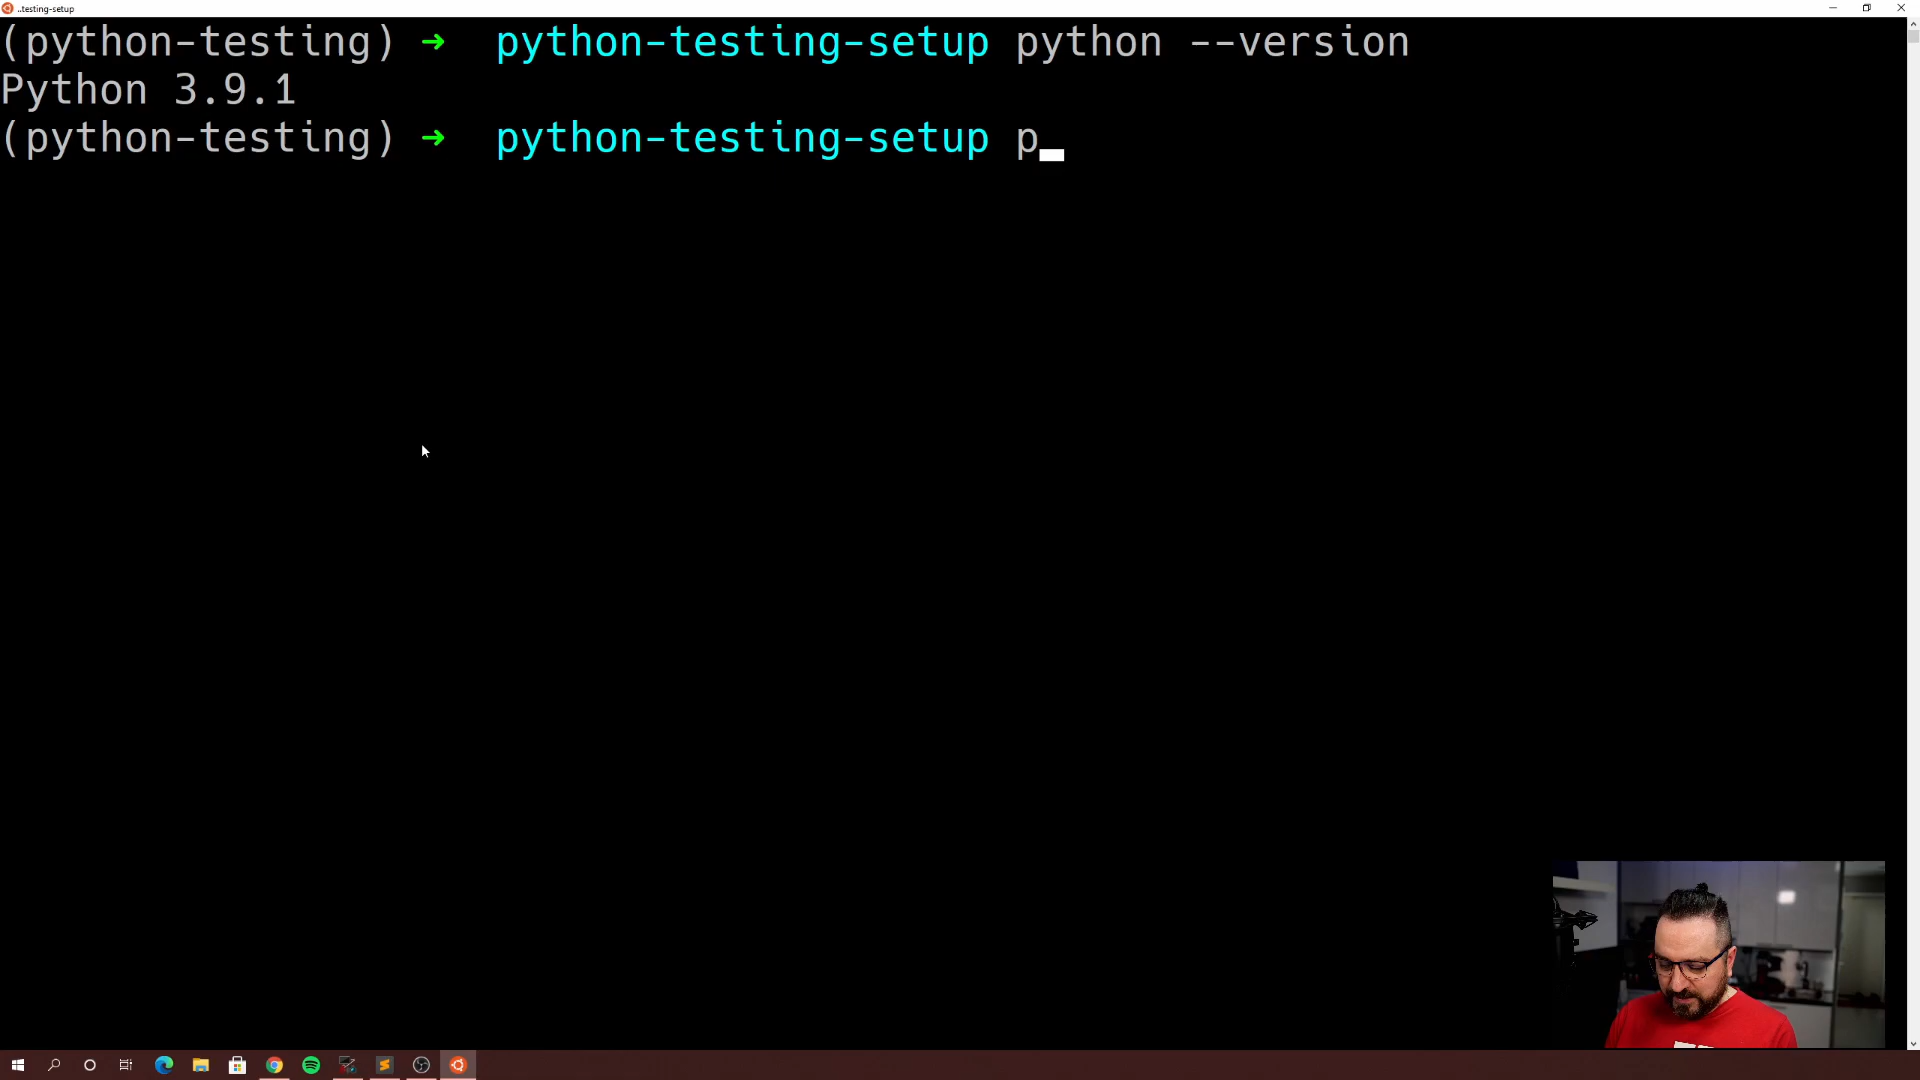 ..testing-setup
(python-testing) ➜ python-testing-setup python --version
Python 3.9.1
(python-testing) ➜ python-testing-setup p